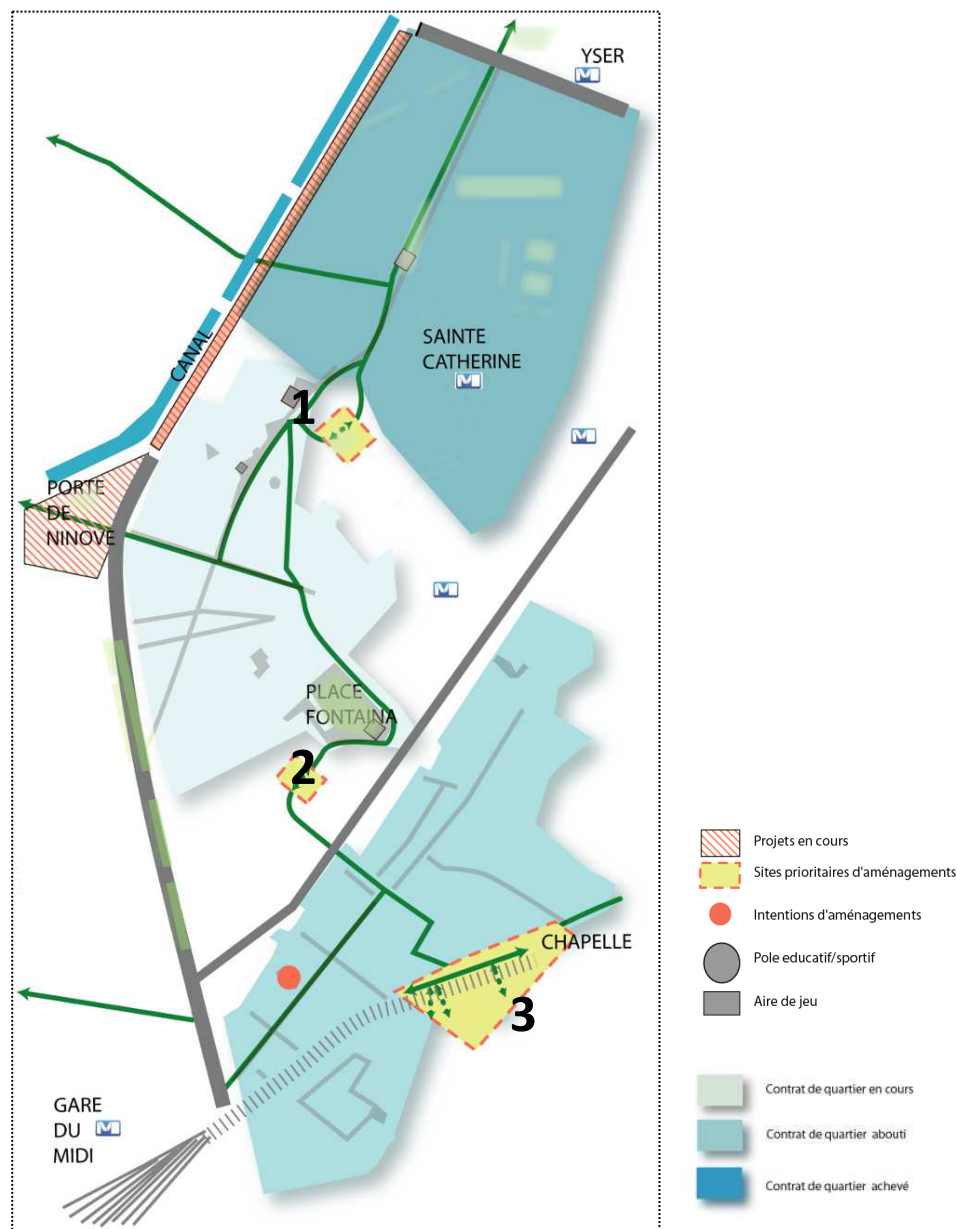 YSER
M
SAINTE
CATHERINE
M
M
CANAL
1
PORTE
DE
NINOVE
M
PLACE
FONTAINA
2
CHAPELLE
3
GARE
DU M
MIDI
Projets en cours
Sites prioritaires d'aménagements
Intentions d'aménagements
Pole educatif/sportif
Aire de jeu
Contrat de quartier en cours
Contrat de quartier abouti
Contrat de quartier achevé